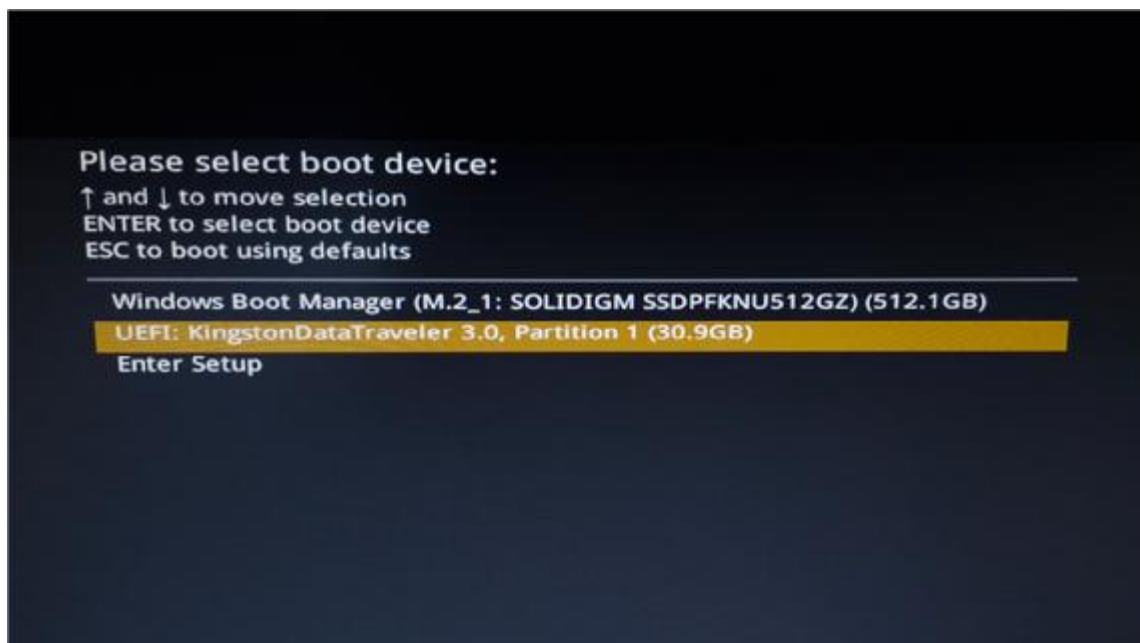 Please select boot device:
↑ and ↓ to move selection
ENTER to select boot device
ESC to boot using defaults
Windows Boot Manager (M.2_1: SOLIDIGM SSDPFKNU512GZ) (512.1GB)
UEFI: KingstonDataTraveler 3.0, Partition 1 (30.9GB)
Enter Setup